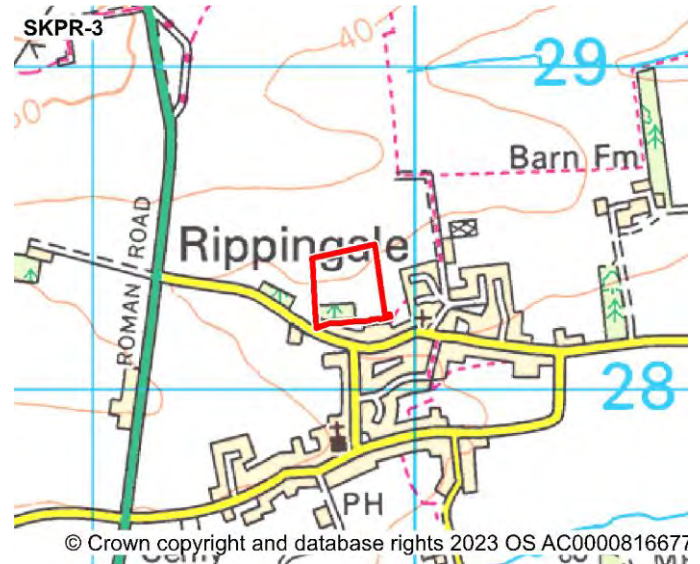 SKPR-3
40
29
60
Barn Fm
ROMAN ROAD
Rippingale
28
PH
© Crown copyright and database rights 2023 OS AC0000816677